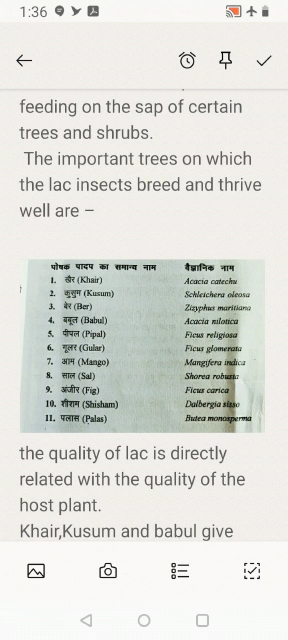 1:36
feeding on the sap of certain
trees and shrubs.
The important trees on which
the lac insects breed and thrive
well are –
पोषक पादप का सामान्य नाम वैज्ञानिक नाम
1. खैर (Khair) Acacia catechu
2. कुसुम (Kusum) Schleichera oleosa
3. बेर (Ber) Zizyphus maritiana
4. बबूल (Babul) Acacia nilotica
5. पीपल (Pipal) Ficus religiosa
6. गूलर (Gular) Ficus glomerata
7. आम (Mango) Mangifera indica
8. साल (Sal) Shorea robusta
9. अंजीर (Fig) Ficus carica
10. शीशम (Shisham) Dalbergia sisso
11. पलास (Palas) Butea monosperma
the quality of lac is directly
related with the quality of the
host plant.
Khair,Kusum and babul give